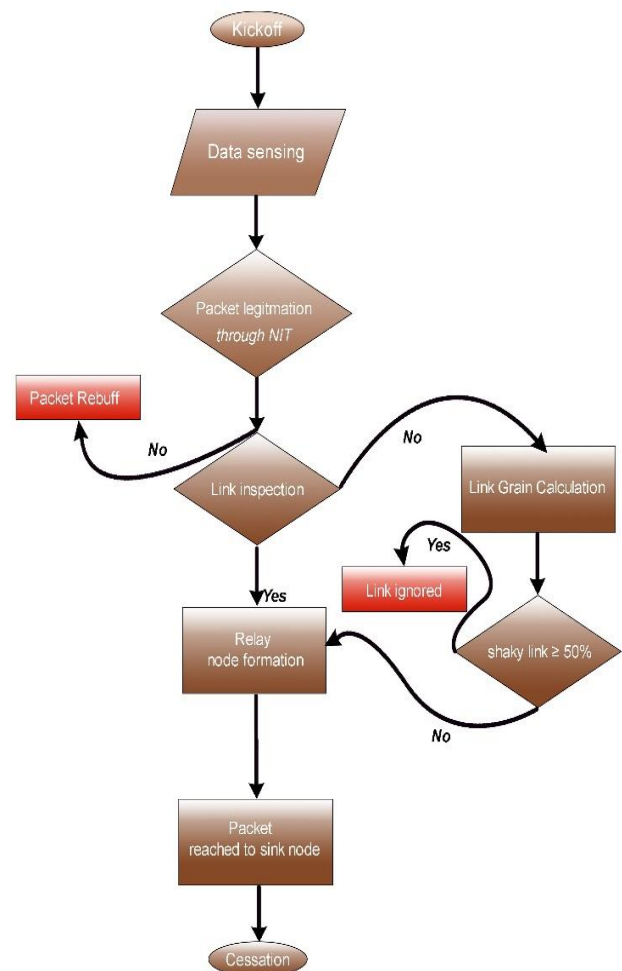 Kickoff
Data sensing
Packet legitmation
through NIT
Packet Rebuff
No
No
Link inspection
Link Grain Calculation
Yes
Link ignored
Yes
Relay
node formation
shaky link ≥ 50%
No
Packet
reached to sink node
Cessation